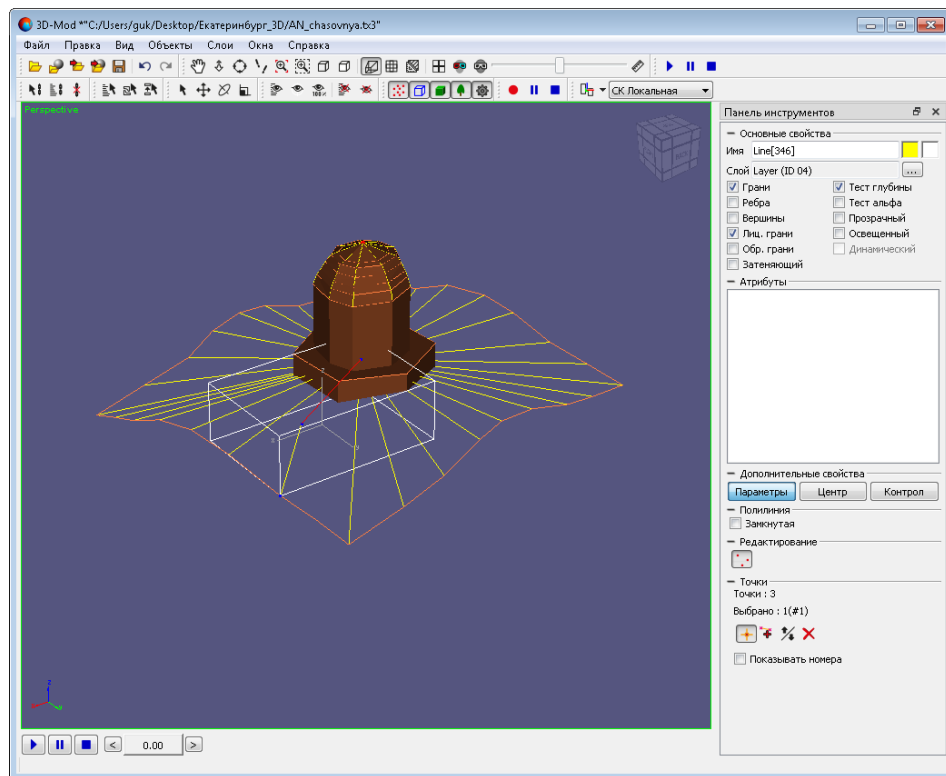 3D-Mod *"C:/Users/guk/Desktop/Екатеринбург_3D/AN_chasovnya.tx3"
Файл Правка Вид Объекты Слои Окна Справка
100%
СК Локальная
Perspective
Панель инструментов
Основные свойства
Имя Line[346]
Слой Layer (ID 04) ...
Грани Тест глубины
Ребра Тест альфа
Вершины Прозрачный
Лиц. грани Освещенный
Обр. грани Динамический
Затеняющий
Атрибуты
z
x y
Дополнительные свойства
Параметры Центр Контрол
Полилиния
Замкнутая
Редактирование
Точки
Точки : 3
Выбрано : 1(#1)
Показывать номера
z
y
< 0.00 >